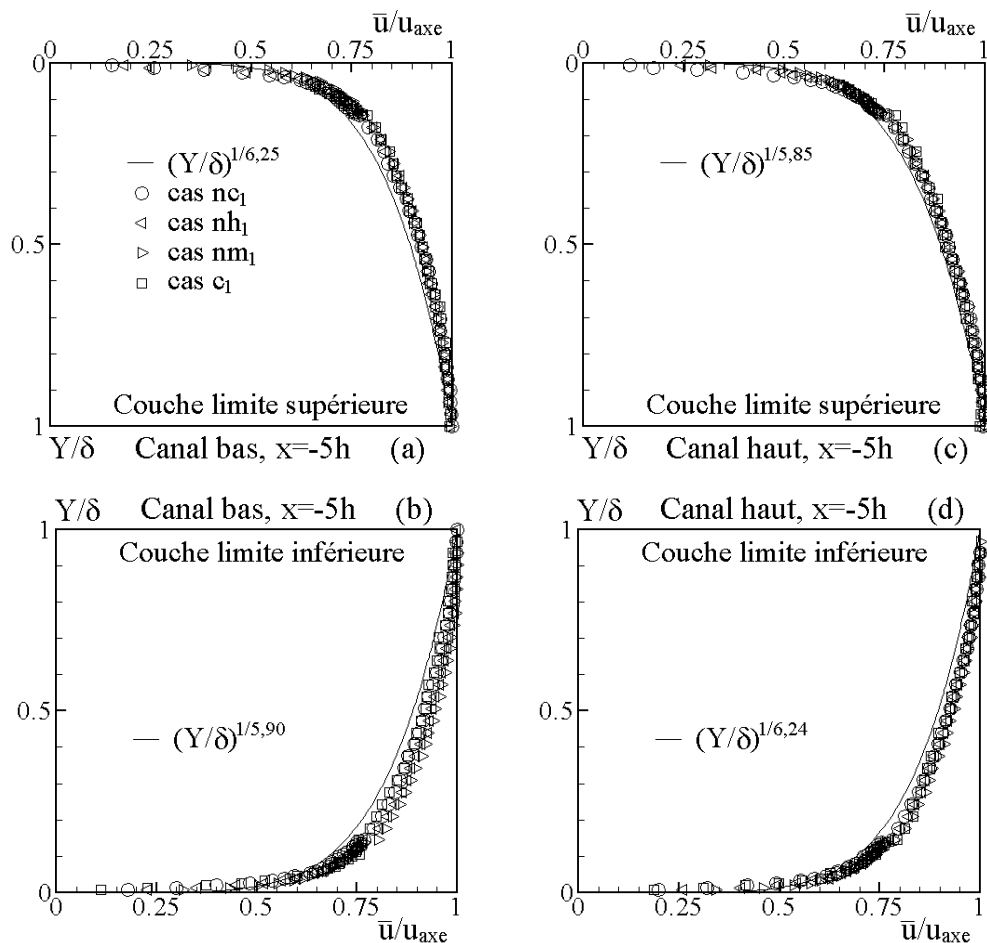 u̅/u_axe
0 0.25 0.5 0.75 1
0
0.5
1
— (Y/δ)^1/6,25
cas nc₁
cas nh₁
cas nm₁
cas c₁
Couche limite supérieure
Y/δ Canal bas, x=-5h (a)
u̅/u_axe
0 0.25 0.5 0.75 1
0
0.5
1
— (Y/δ)^1/5,85
Couche limite supérieure
Y/δ Canal haut, x=-5h (c)
Y/δ Canal bas, x=-5h (b)
1
0.5
0
Couche limite inférieure
— (Y/δ)^1/5,90
0 0.25 0.5 0.75 1
u̅/u_axe
Y/δ Canal haut, x=-5h (d)
1
0.5
0
Couche limite inférieure
— (Y/δ)^1/6,24
0 0.25 0.5 0.75 1
u̅/u_axe